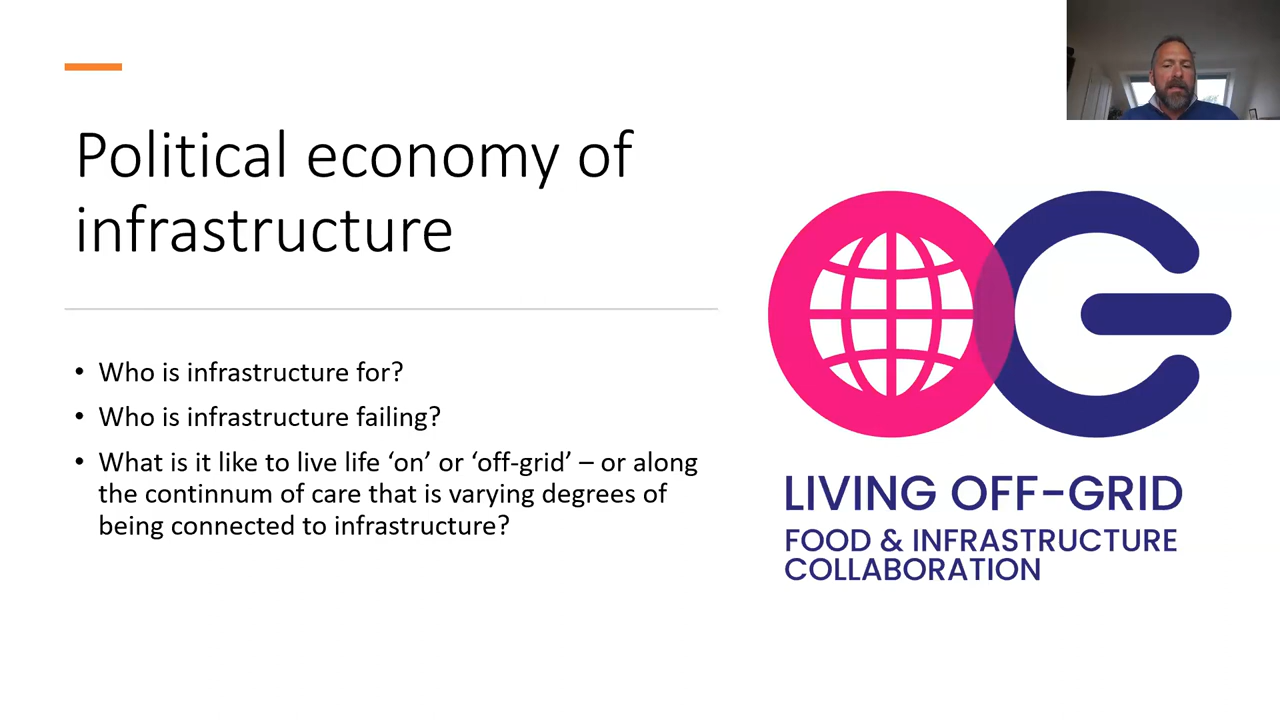 Political economy of
infrastructure
• Who is infrastructure for?
• Who is infrastructure failing?
• What is it like to live life ‘on’ or ‘off-grid’ – or along
the continnum of care that is varying degrees of
being connected to infrastructure?
LIVING OFF-GRID
FOOD & INFRASTRUCTURE
COLLABORATION